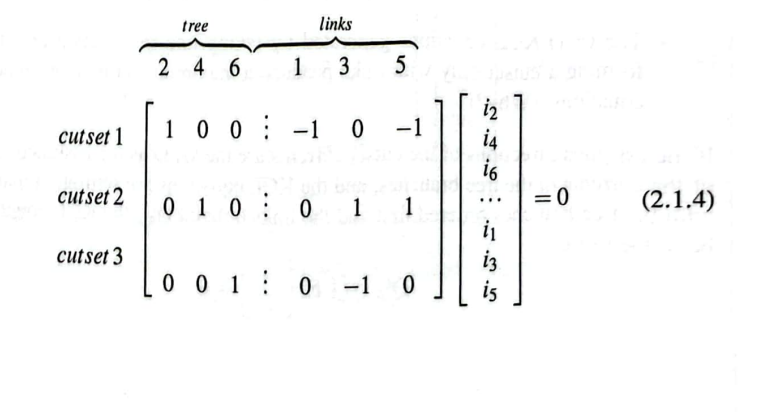 tree links
2 4 6 1 3 5
cutset 1 1 0 0 ⋮ -1 0 -1
cutset 2 0 1 0 ⋮ 0 1 1
cutset 3 0 0 1 ⋮ 0 -1 0
i₂
i₄
i₆
...
i₁
i₃
i₅
= 0 (2.1.4)